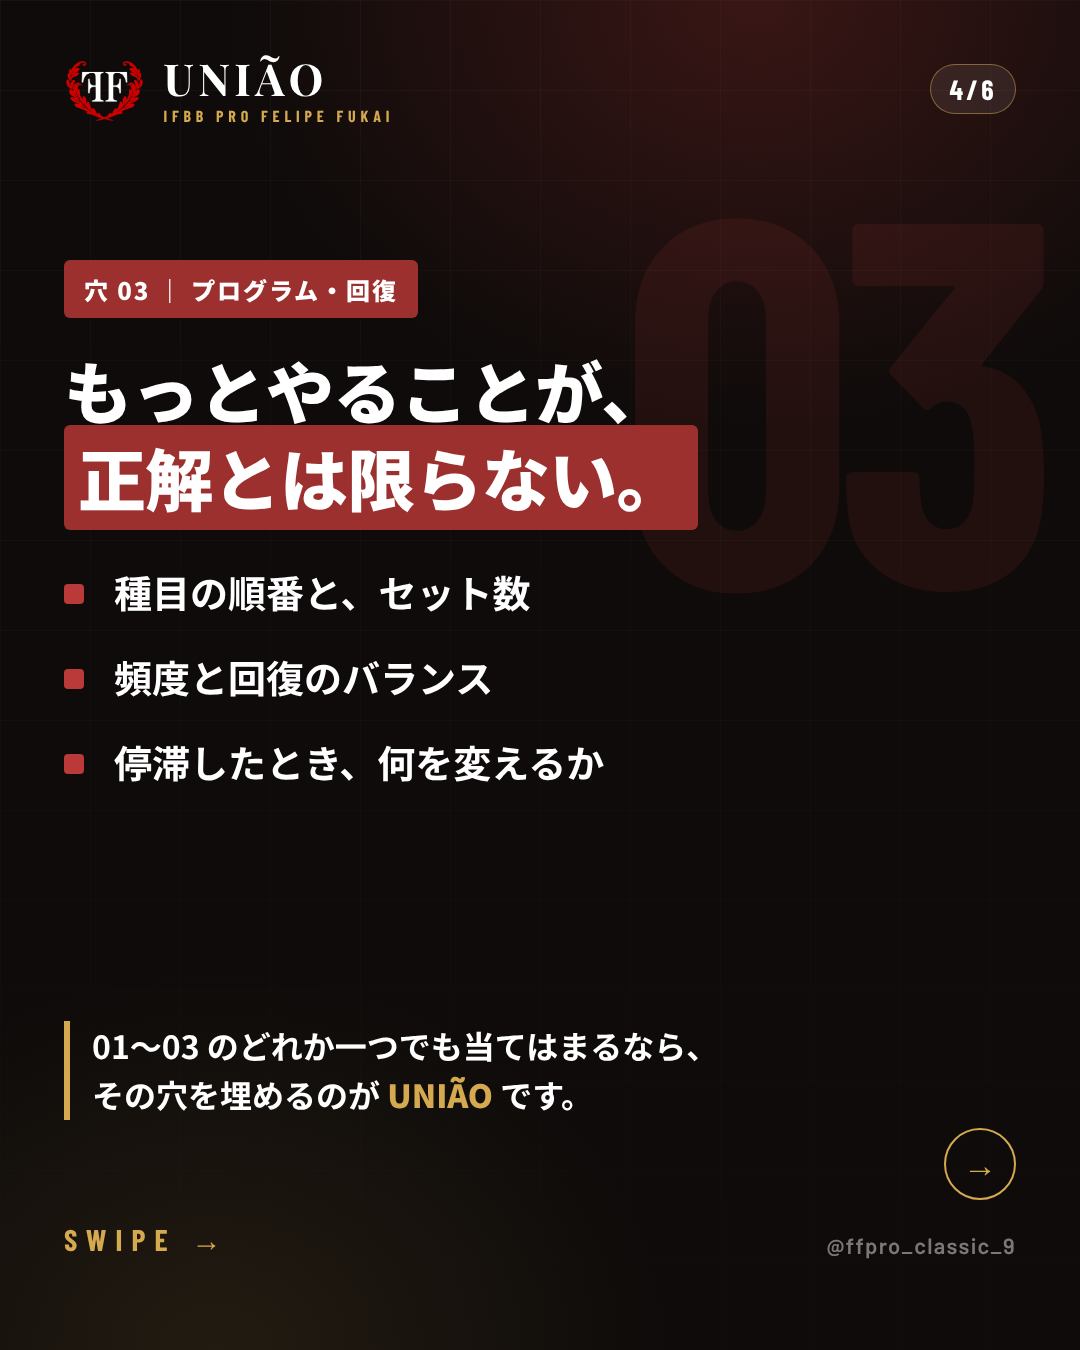 UNIÃO
IFBB PRO FELIPE FUKAI
4/6
03
穴 03 ｜ プログラム・回復
もっとやることが、
正解とは限らない。
種目の順番と、セット数
頻度と回復のバランス
停滞したとき、何を変えるか
01〜03 のどれか一つでも当てはまるなら、
その穴を埋めるのが UNIÃO です。
→
SWIPE →
@ffpro_classic_9